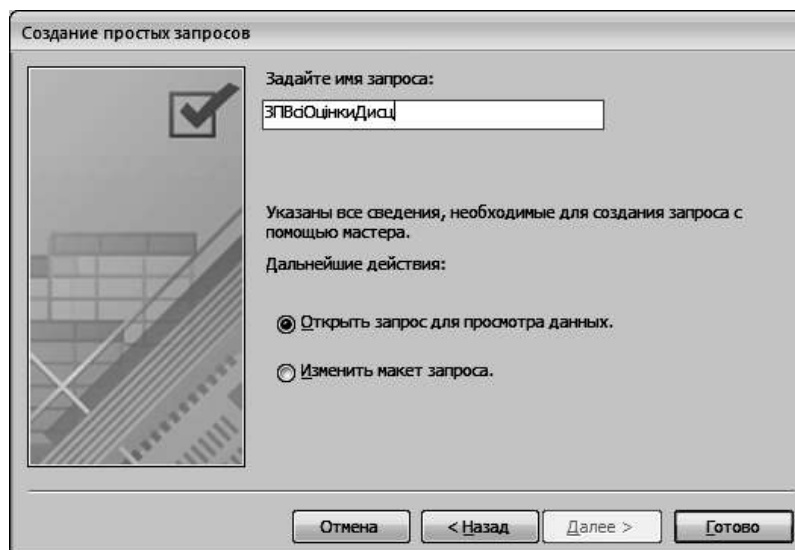 Создание простых запросов
Задайте имя запроса:
ЗПВсіОцінкиДисц
Указаны все сведения, необходимые для создания запроса с
помощью мастера.
Дальнейшие действия:
Открыть запрос для просмотра данных.
Изменить макет запроса.
Отмена
< Назад
Далее >
Готово